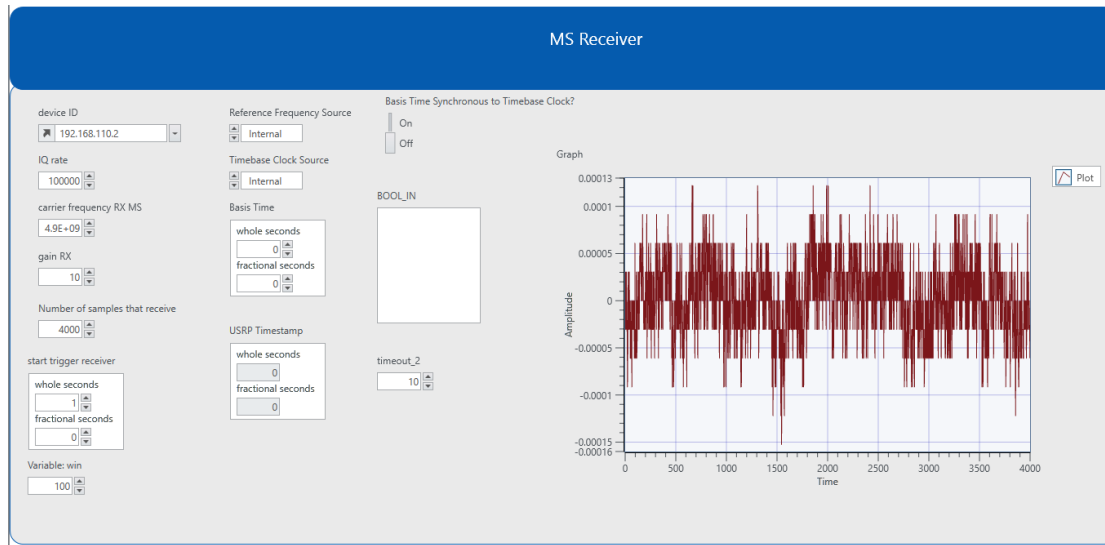 MS Receiver
device ID
192.168.110.2
IQ rate
100000
carrier frequency RX MS
4.9E+09
gain RX
10
Number of samples that receive
4000
start trigger receiver
whole seconds
1
fractional seconds
0
Variable: win
100
Reference Frequency Source
Internal
Timebase Clock Source
Internal
Basis Time
whole seconds
0
fractional seconds
0
USRP Timestamp
whole seconds
0
fractional seconds
0
Basis Time Synchronous to Timebase Clock?
On
Off
BOOL_IN
timeout_2
10
Graph
Plot
0.00013
0.0001
0.00005
0
-0.00005
-0.0001
-0.00015
-0.00016
Amplitude
0 500 1000 1500 2000 2500 3000 3500 4000
Time